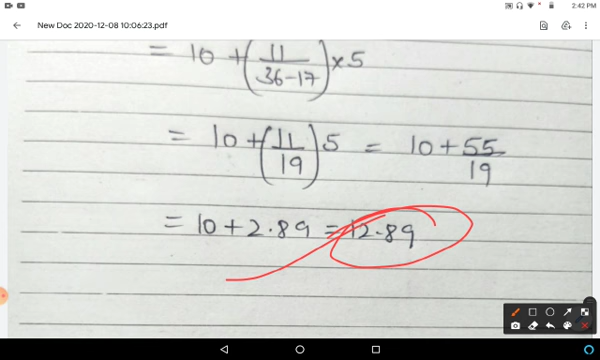 2:42 PM
New Doc 2020-12-08 10:06:23.pdf
= 10 + (11/36-17) × 5
= 10 + (11/19) 5 = 10 + 55/19
= 10 + 2.89 = 12.89